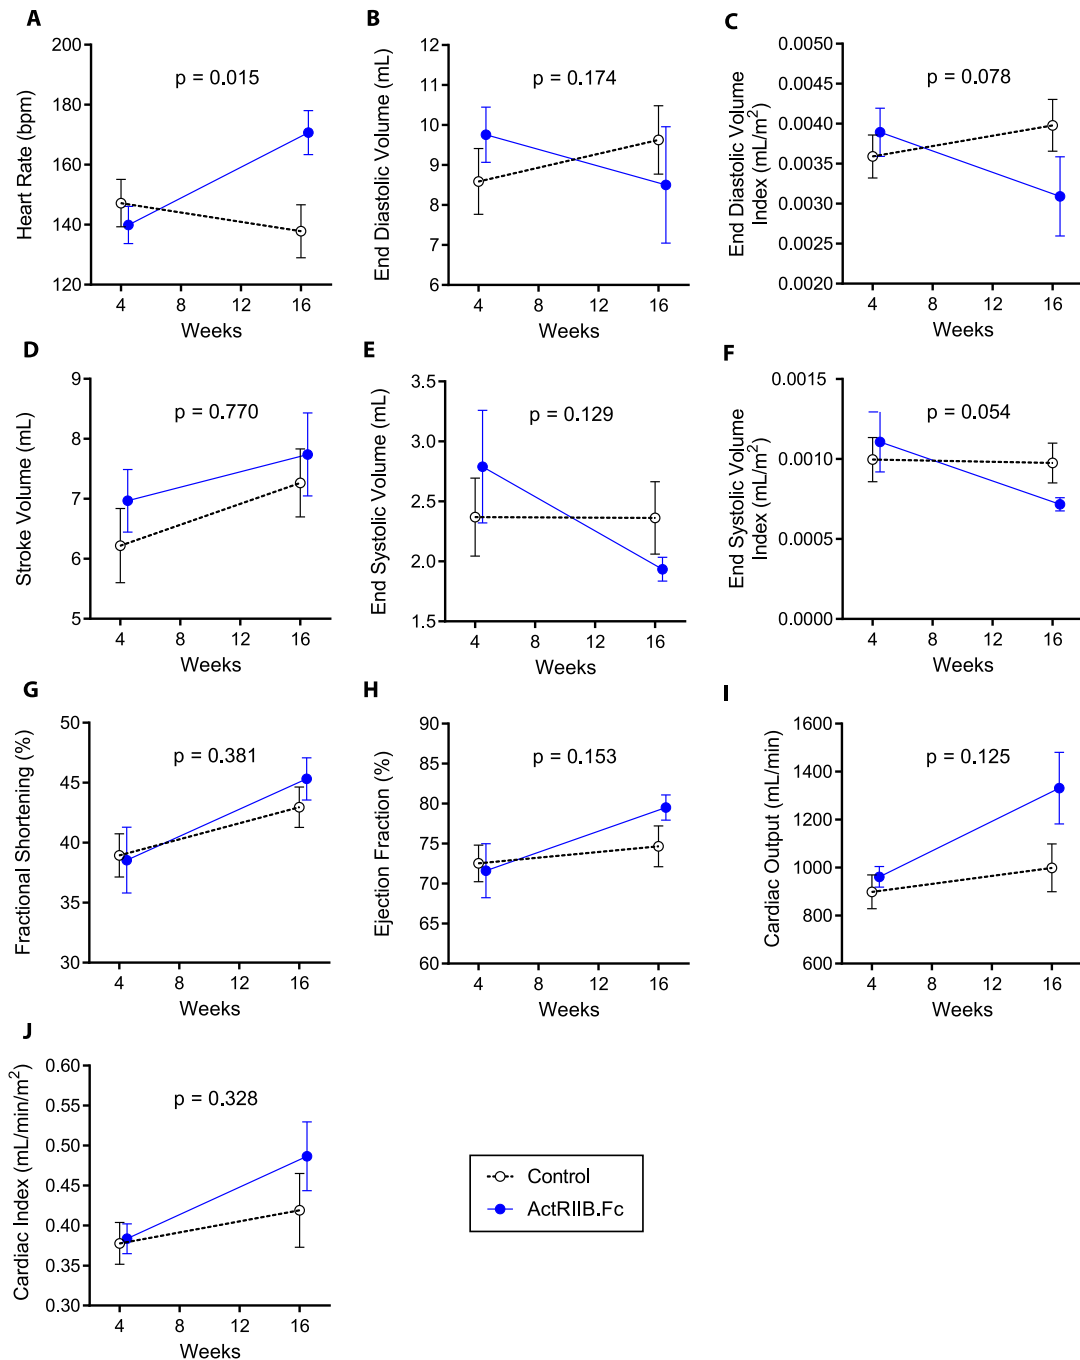 A
200
180
160
140
120
Heart Rate (bpm)
p = 0.015
4 8 12 16
Weeks
B
12
11
10
9
8
7
6
End Diastolic Volume (mL)
p = 0.174
4 8 12 16
Weeks
C
0.0050
0.0045
0.0040
0.0035
0.0030
0.0025
0.0020
End Diastolic Volume
Index (mL/m²)
p = 0.078
4 8 12 16
Weeks
D
9
8
7
6
5
Stroke Volume (mL)
p = 0.770
4 8 12 16
Weeks
E
3.5
3.0
2.5
2.0
1.5
End Systolic Volume (mL)
p = 0.129
4 8 12 16
Weeks
F
0.0015
0.0010
0.0005
0.0000
End Systolic Volume
Index (mL/m²)
p = 0.054
4 8 12 16
Weeks
G
50
45
40
35
30
Fractional Shortening (%)
p = 0.381
4 8 12 16
Weeks
H
90
85
80
75
70
65
60
Ejection Fraction (%)
p = 0.153
4 8 12 16
Weeks
I
1600
1400
1200
1000
800
600
Cardiac Output (mL/min)
p = 0.125
4 8 12 16
Weeks
J
0.60
0.55
0.50
0.45
0.40
0.35
0.30
Cardiac Index (mL/min/m²)
p = 0.328
4 8 12 16
Weeks
Control
ActRIIB.Fc